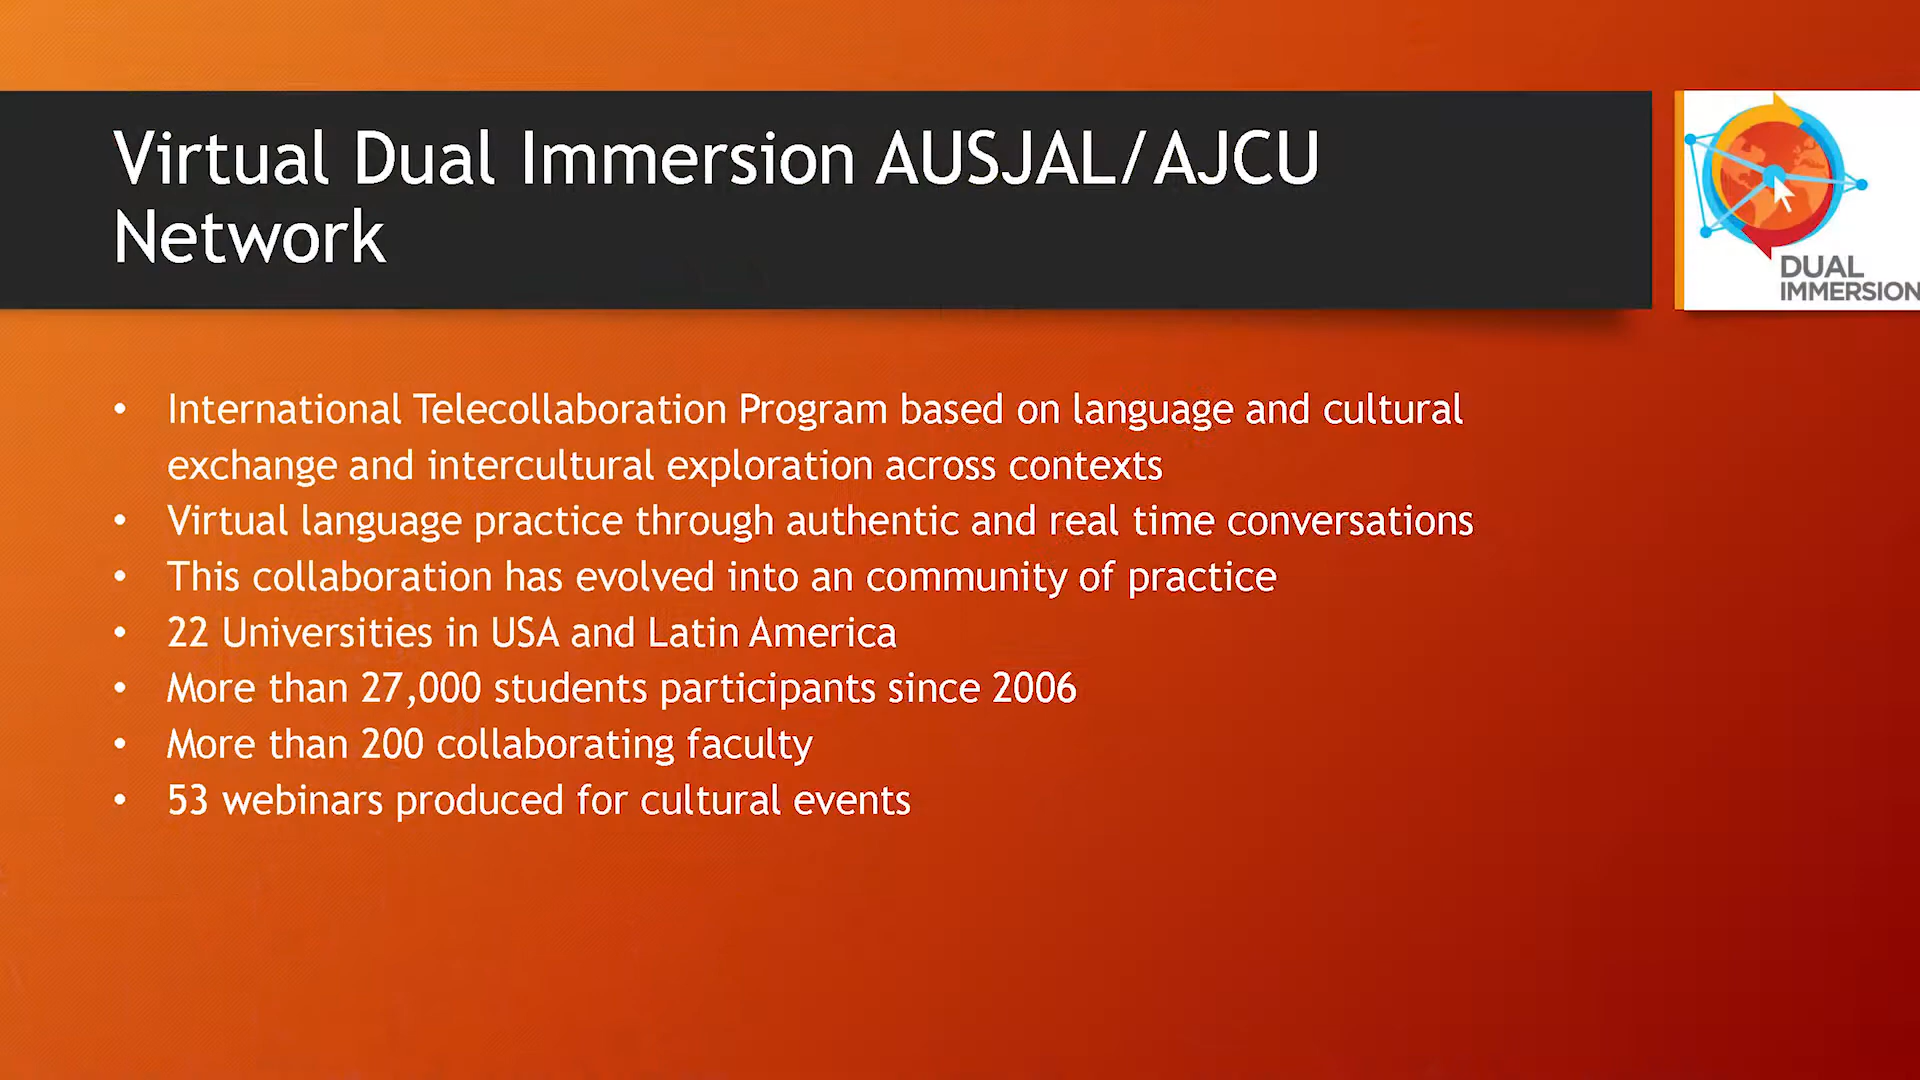 Virtual Dual Immersion AUSJAL/AJCU
Network
DUAL
IMMERSION
• International Telecollaboration Program based on language and cultural
exchange and intercultural exploration across contexts
• Virtual language practice through authentic and real time conversations
• This collaboration has evolved into an community of practice
• 22 Universities in USA and Latin America
• More than 27,000 students participants since 2006
• More than 200 collaborating faculty
• 53 webinars produced for cultural events